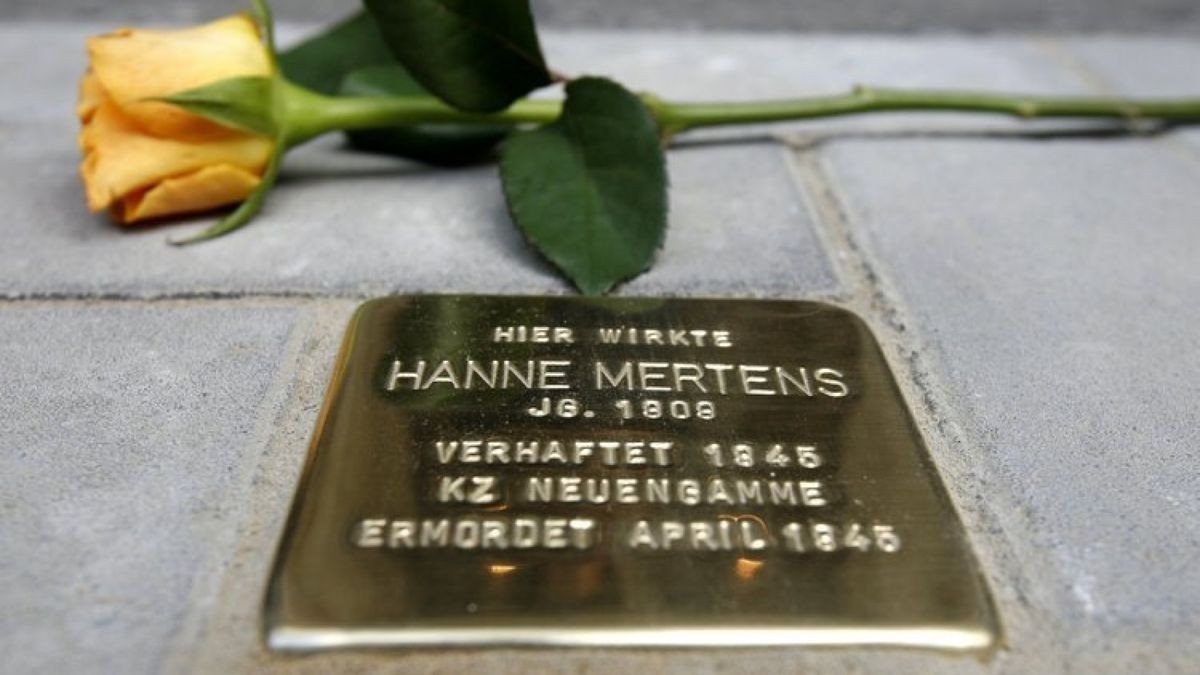 HIER WIRKTE
HANNE MERTENS
JG. 1909
VERHAFTET 1945
KZ NEUENGAMME
ERMORDET APRIL 1945